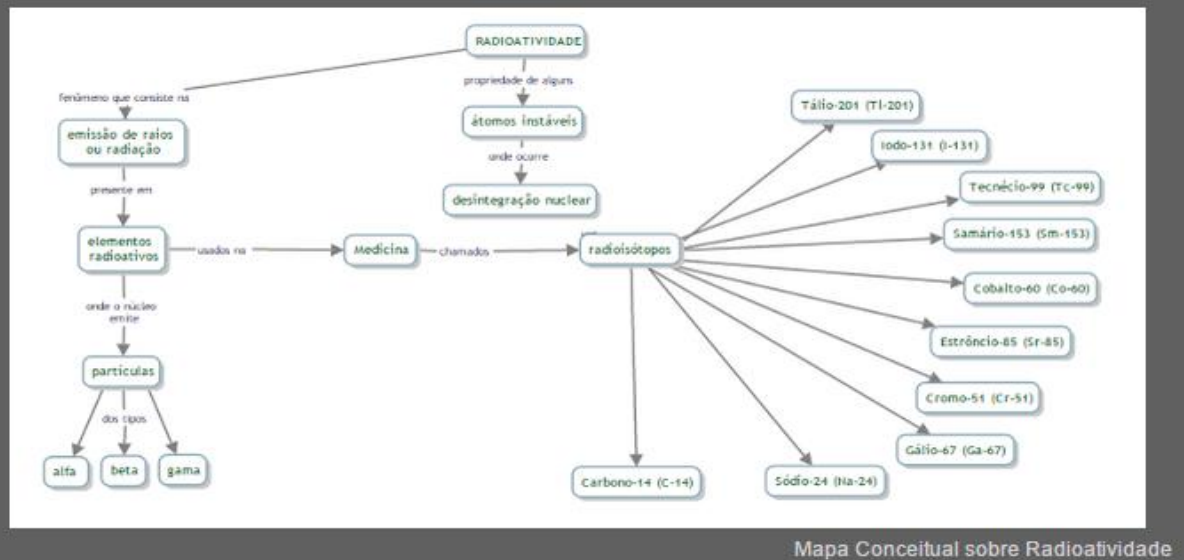 RADIOATIVIDADE
propriedade de alguns
fenômeno que consiste na
emissão de raios
ou radiação
átomos instáveis
onde ocorre
presente em
desintegração nuclear
elementos
radioativos
usados na
Medicina
chamados
radioisótopos
onde o núcleo
emite
partículas
dos tipos
alfa
beta
gama
Tálio-201 (Tl-201)
Iodo-131 (I-131)
Tecnécio-99 (Tc-99)
Samário-153 (Sm-153)
Cobalto-60 (Co-60)
Estrôncio-85 (Sr-85)
Cromo-51 (Cr-51)
Gálio-67 (Ga-67)
Sódio-24 (Na-24)
Carbono-14 (C-14)
Mapa Conceitual sobre Radioatividade